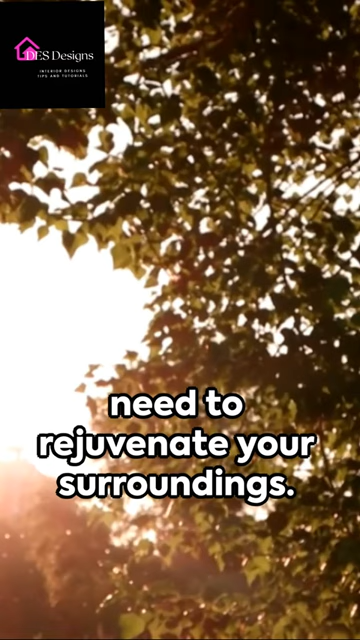 DES Designs
INTERIOR DESIGNS
TIPS AND TUTORIALS
need to
rejuvenate your
surroundings.